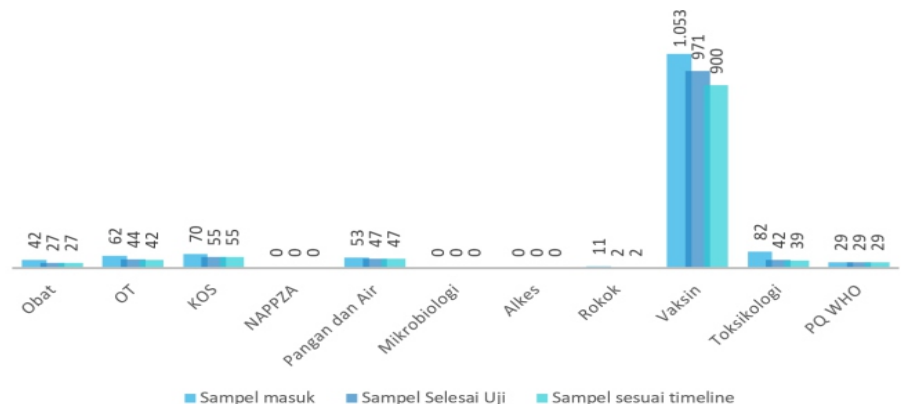 42 27 27
62 44 42
70 55 55
0 0 0
53 47 47
0 0 0
0 0 0
11 2 2
1.053 971 900
82 42 39
29 29 29
Obat
OT
KOS
NAPPZA
Pangan dan Air
Mikrobiologi
Alkes
Rokok
Vaksin
Toksikologi
PQ WHO
Sampel masuk
Sampel Selesai Uji
Sampel sesuai timeline